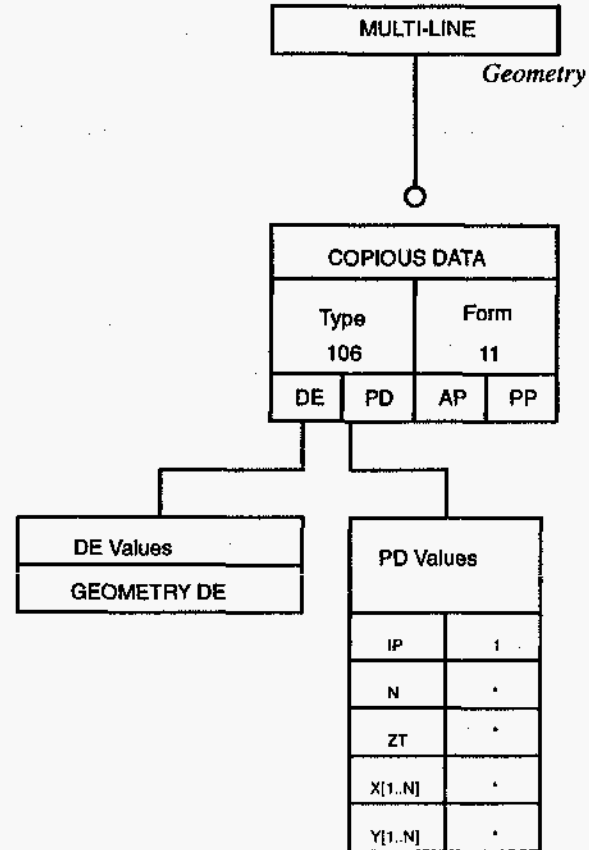 MULTI-LINE
Geometry
COPIOUS DATA
Type Form
106 11
DE PD AP PP
DE Values
GEOMETRY DE
PD Values
IP 1
N *
ZT *
X[1..N] *
Y[1..N] *